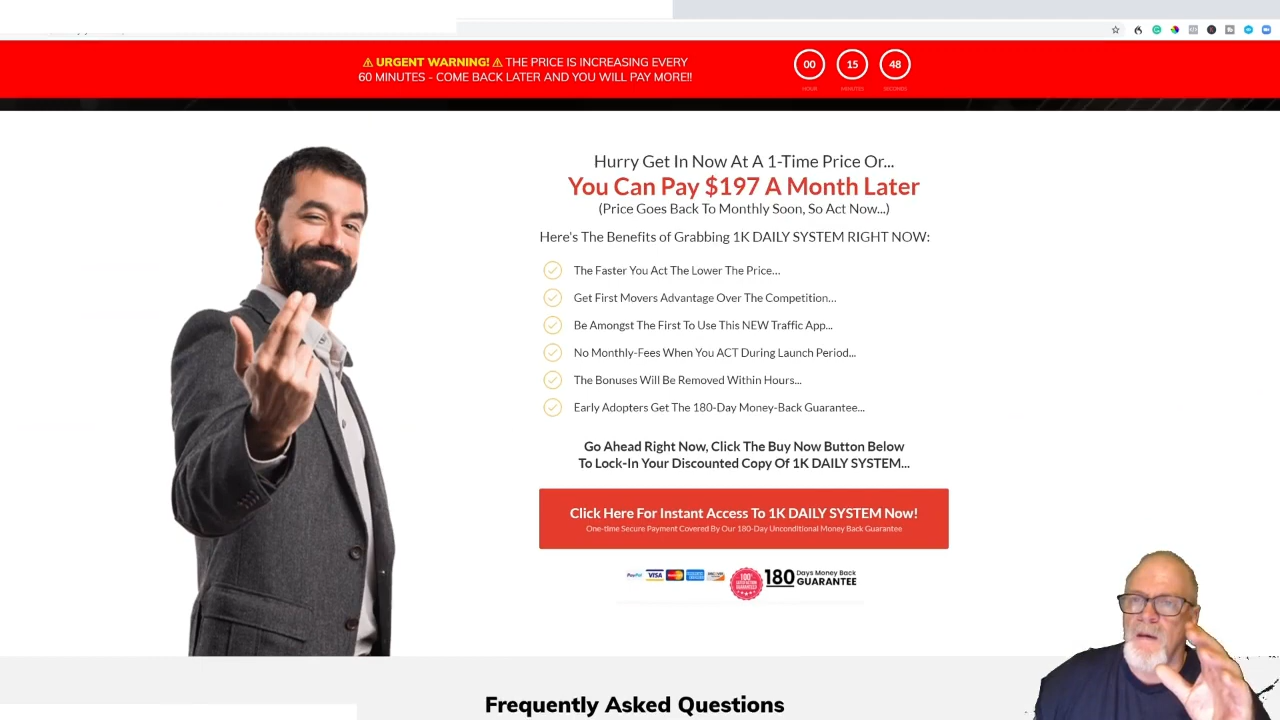 ⚠ URGENT WARNING! ⚠ THE PRICE IS INCREASING EVERY
60 MINUTES - COME BACK LATER AND YOU WILL PAY MORE!!
00 15 48
HOUR MINUTES SECONDS
Hurry Get In Now At A 1-Time Price Or...
You Can Pay $197 A Month Later
(Price Goes Back To Monthly Soon, So Act Now...)
Here's The Benefits of Grabbing 1K DAILY SYSTEM RIGHT NOW:
The Faster You Act The Lower The Price...
Get First Movers Advantage Over The Competition...
Be Amongst The First To Use This NEW Traffic App...
No Monthly-Fees When You ACT During Launch Period...
The Bonuses Will Be Removed Within Hours...
Early Adopters Get The 180-Day Money-Back Guarantee...
Go Ahead Right Now, Click The Buy Now Button Below
To Lock-In Your Discounted Copy Of 1K DAILY SYSTEM...
Click Here For Instant Access To 1K DAILY SYSTEM Now!
One-time Secure Payment Covered By Our 180-Day Unconditional Money Back Guarantee
PayPal VISA
100%
180 Days Money Back
GUARANTEE
Frequently Asked Questions